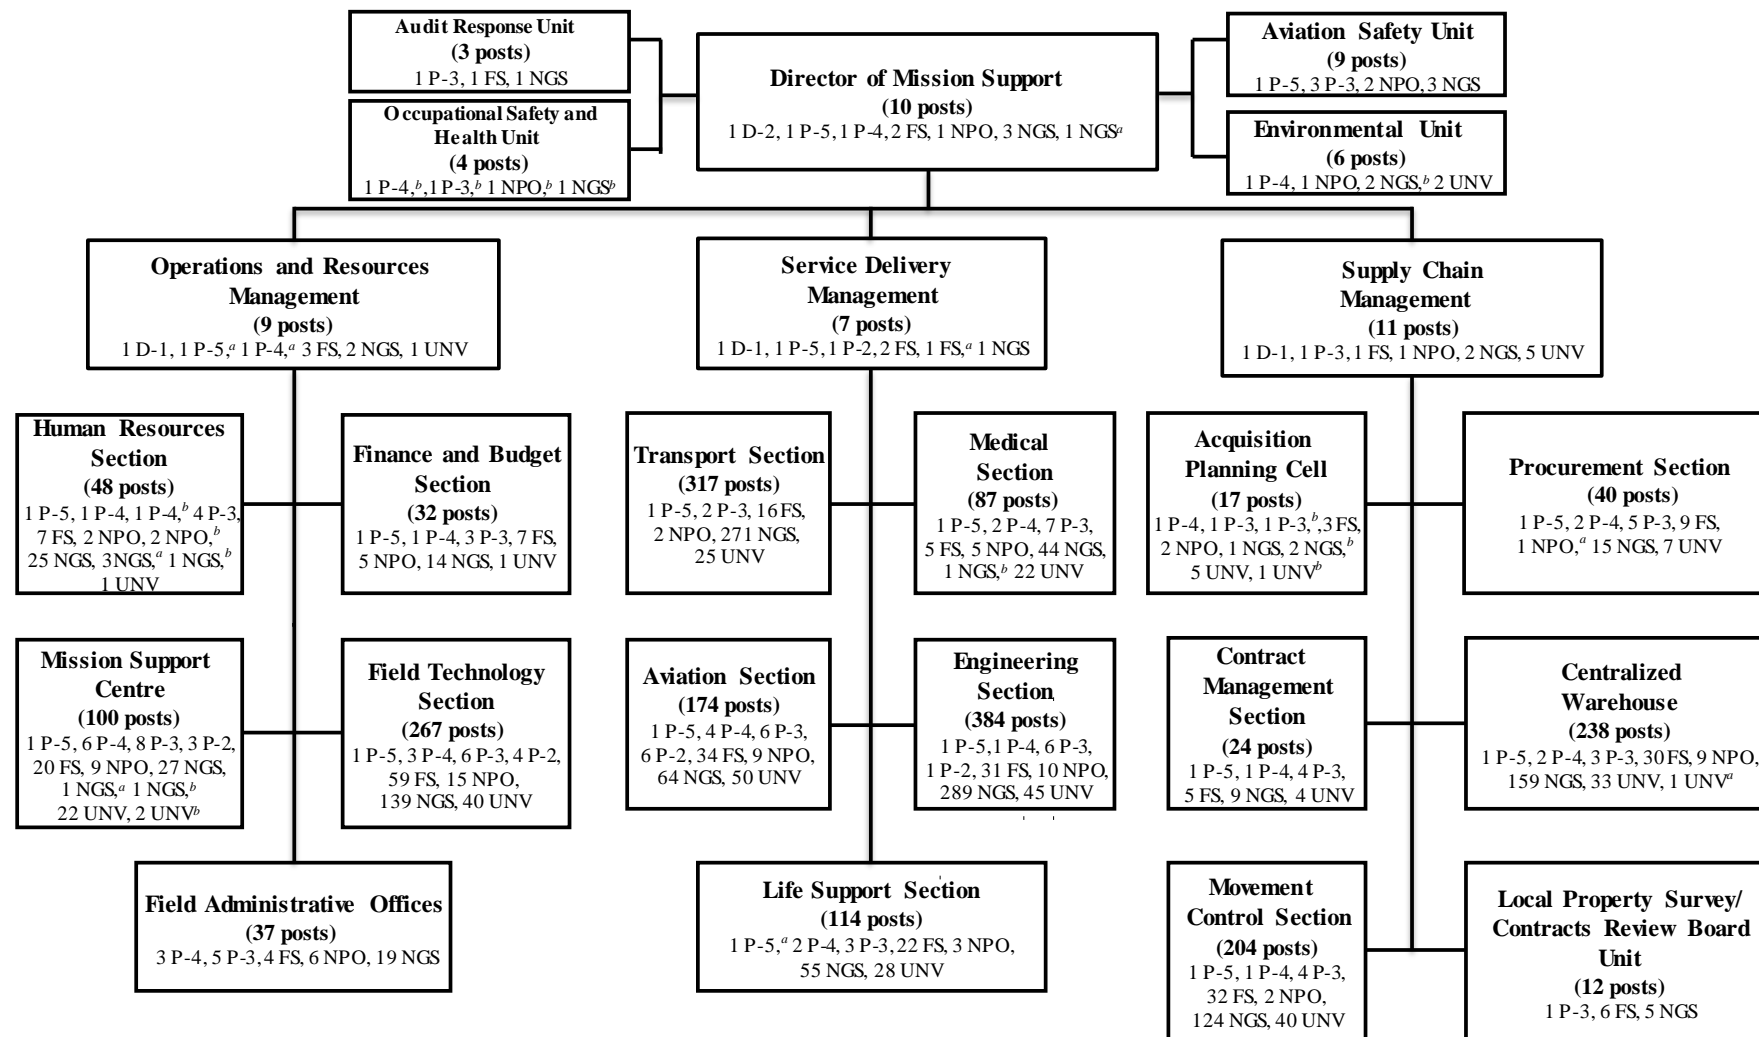 Audit Response Unit
(3 posts)
1 P-3, 1 FS, 1 NGS
Occupational Safety and
Health Unit
(4 posts)
1 P-4,ᵇ, 1 P-3,ᵇ 1 NPO,ᵇ 1 NGSᵇ
Director of Mission Support
(10 posts)
1 D-2, 1 P-5, 1 P-4, 2 FS, 1 NPO, 3 NGS, 1 NGSᵃ
Aviation Safety Unit
(9 posts)
1 P-5, 3 P-3, 2 NPO, 3 NGS
Environmental Unit
(6 posts)
1 P-4, 1 NPO, 2 NGS,ᵇ 2 UNV
Operations and Resources
Management
(9 posts)
1 D-1, 1 P-5,ᵃ 1 P-4,ᵃ 3 FS, 2 NGS, 1 UNV
Service Delivery
Management
(7 posts)
1 D-1, 1 P-5, 1 P-2, 2 FS, 1 FS,ᵃ 1 NGS
Supply Chain
Management
(11 posts)
1 D-1, 1 P-3, 1 FS, 1 NPO, 2 NGS, 5 UNV
Human Resources
Section
(48 posts)
1 P-5, 1 P-4, 1 P-4,ᵇ 4 P-3,
7 FS, 2 NPO, 2 NPO,ᵇ
25 NGS, 3NGS,ᵃ 1 NGS,ᵇ
1 UNV
Finance and Budget
Section
(32 posts)
1 P-5, 1 P-4, 3 P-3, 7 FS,
5 NPO, 14 NGS, 1 UNV
Transport Section
(317 posts)
1 P-5, 2 P-3, 16 FS,
2 NPO, 271 NGS,
25 UNV
Medical
Section
(87 posts)
1 P-5, 2 P-4, 7 P-3,
5 FS, 5 NPO, 44 NGS,
1 NGS,ᵇ 22 UNV
Acquisition
Planning Cell
(17 posts)
1 P-4, 1 P-3, 1 P-3,ᵇ,3 FS,
2 NPO, 1 NGS, 2 NGS,ᵇ
5 UNV, 1 UNVᵇ
Procurement Section
(40 posts)
1 P-5, 2 P-4, 5 P-3, 9 FS,
1 NPO,ᵃ 15 NGS, 7 UNV
Mission Support
Centre
(100 posts)
1 P-5, 6 P-4, 8 P-3, 3 P-2,
20 FS, 9 NPO, 27 NGS,
1 NGS,ᵃ 1 NGS,ᵇ
22 UNV, 2 UNVᵇ
Field Technology
Section
(267 posts)
1 P-5, 3 P-4, 6 P-3, 4 P-2,
59 FS, 15 NPO,
139 NGS, 40 UNV
Aviation Section
(174 posts)
1 P-5, 4 P-4, 6 P-3,
6 P-2, 34 FS, 9 NPO,
64 NGS, 50 UNV
Engineering
Section
(384 posts)
1 P-5, 1 P-4, 6 P-3,
1 P-2, 31 FS, 10 NPO,
289 NGS, 45 UNV
Contract
Management
Section
(24 posts)
1 P-5, 1 P-4, 4 P-3,
5 FS, 9 NGS, 4 UNV
Centralized
Warehouse
(238 posts)
1 P-5, 2 P-4, 3 P-3, 30 FS, 9 NPO,
159 NGS, 33 UNV, 1 UNVᵃ
Field Administrative Offices
(37 posts)
3 P-4, 5 P-3, 4 FS, 6 NPO, 19 NGS
Life Support Section
(114 posts)
1 P-5,ᵃ 2 P-4, 3 P-3, 22 FS, 3 NPO,
55 NGS, 28 UNV
Movement
Control Section
(204 posts)
1 P-5, 1 P-4, 4 P-3,
32 FS, 2 NPO,
124 NGS, 40 UNV
Local Property Survey/
Contracts Review Board
Unit
(12 posts)
1 P-3, 6 FS, 5 NGS